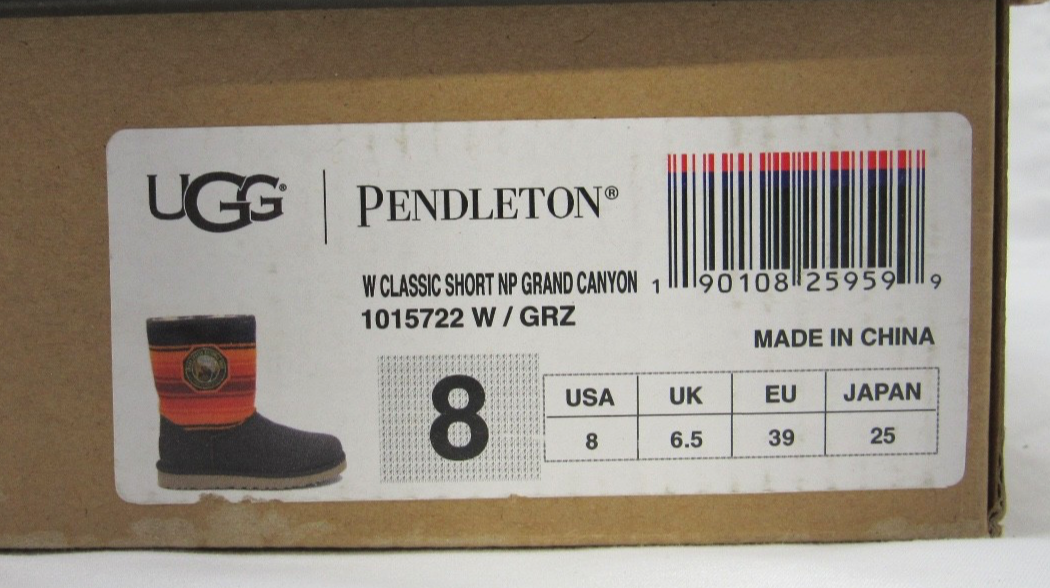 UGG®
PENDLETON®
W CLASSIC SHORT NP GRAND CANYON
1015722 W / GRZ
1 90108 25959 9
MADE IN CHINA
8
USA UK EU JAPAN
8 6.5 39 25